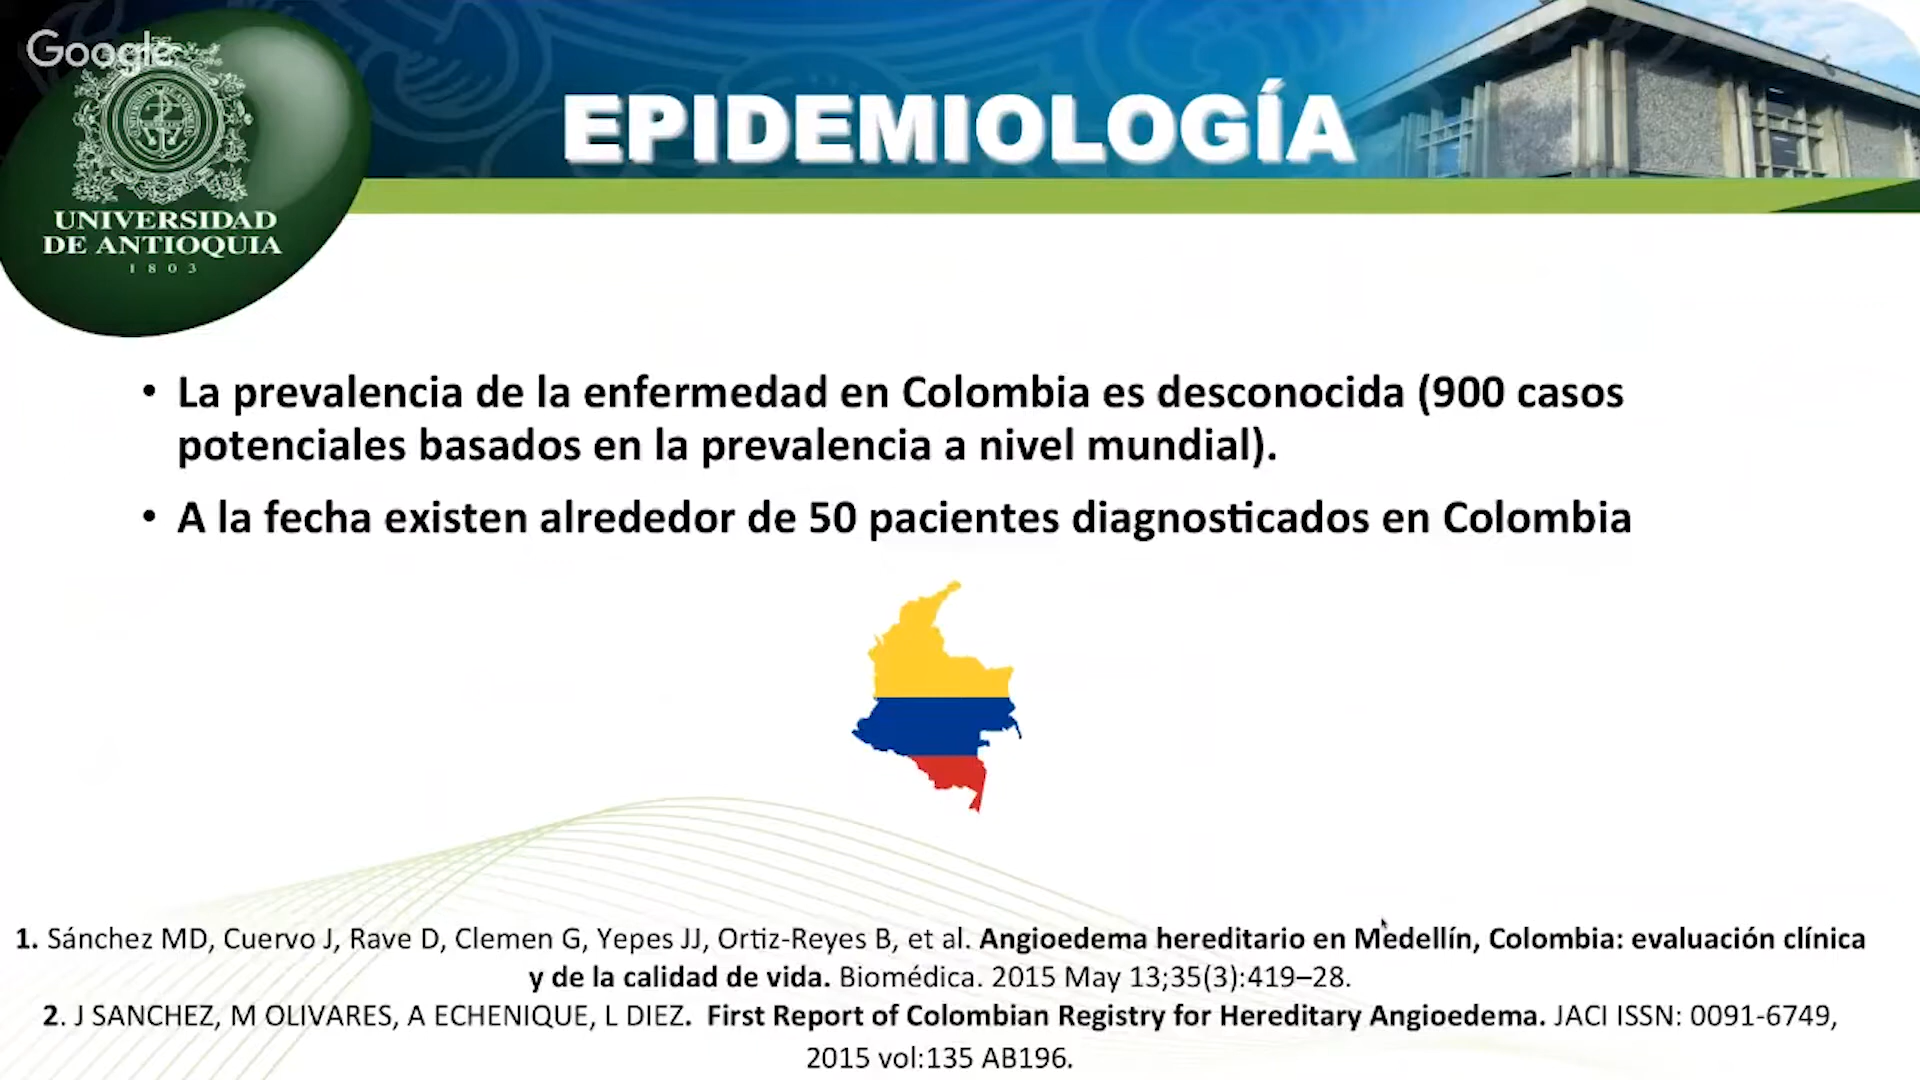 Google
EPIDEMIOLOGÍA
UNIVERSIDAD
DE ANTIOQUIA
1803
• La prevalencia de la enfermedad en Colombia es desconocida (900 casos
potenciales basados en la prevalencia a nivel mundial).
• A la fecha existen alrededor de 50 pacientes diagnosticados en Colombia
1. Sánchez MD, Cuervo J, Rave D, Clemen G, Yepes JJ, Ortiz-Reyes B, et al. Angioedema hereditario en Medellín, Colombia: evaluación clínica
y de la calidad de vida. Biomédica. 2015 May 13;35(3):419–28.
2. J SANCHEZ, M OLIVARES, A ECHENIQUE, L DIEZ. First Report of Colombian Registry for Hereditary Angioedema. JACI ISSN: 0091-6749,
2015 vol:135 AB196.